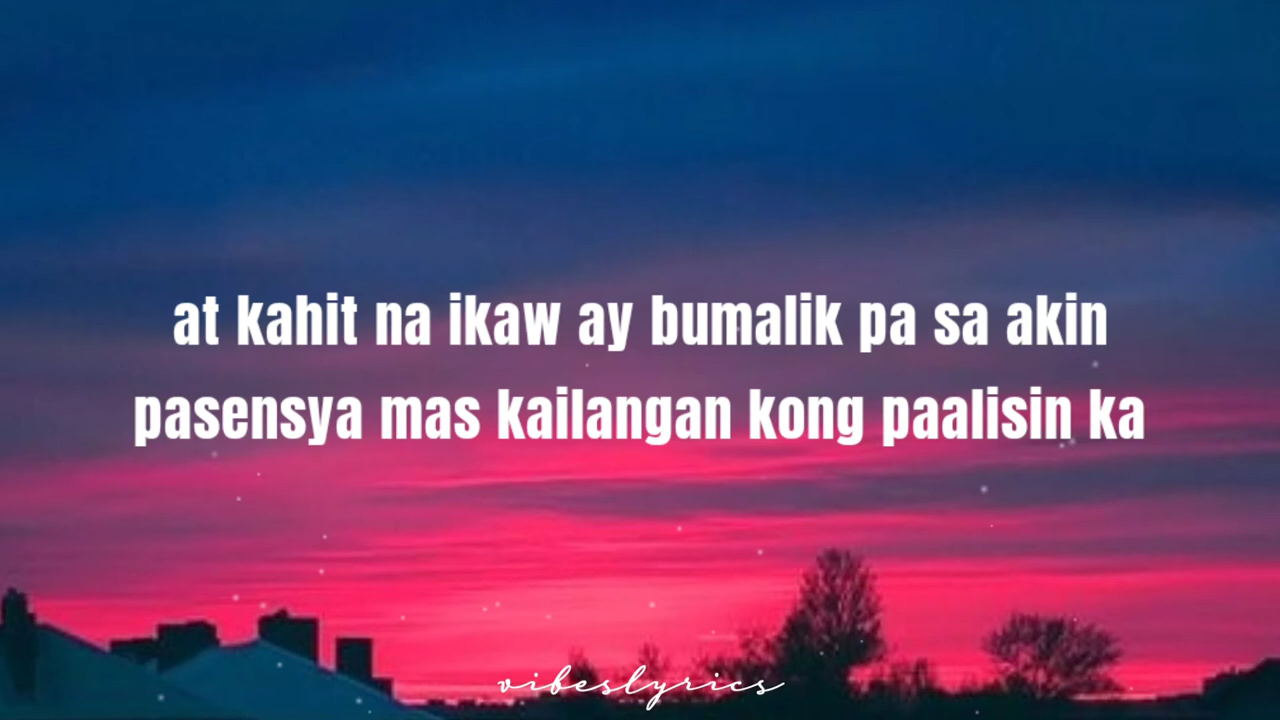 at kahit na ikaw ay bumalik pa sa akin
pasensya mas kailangan kong paalisin ka
vibeslyrics